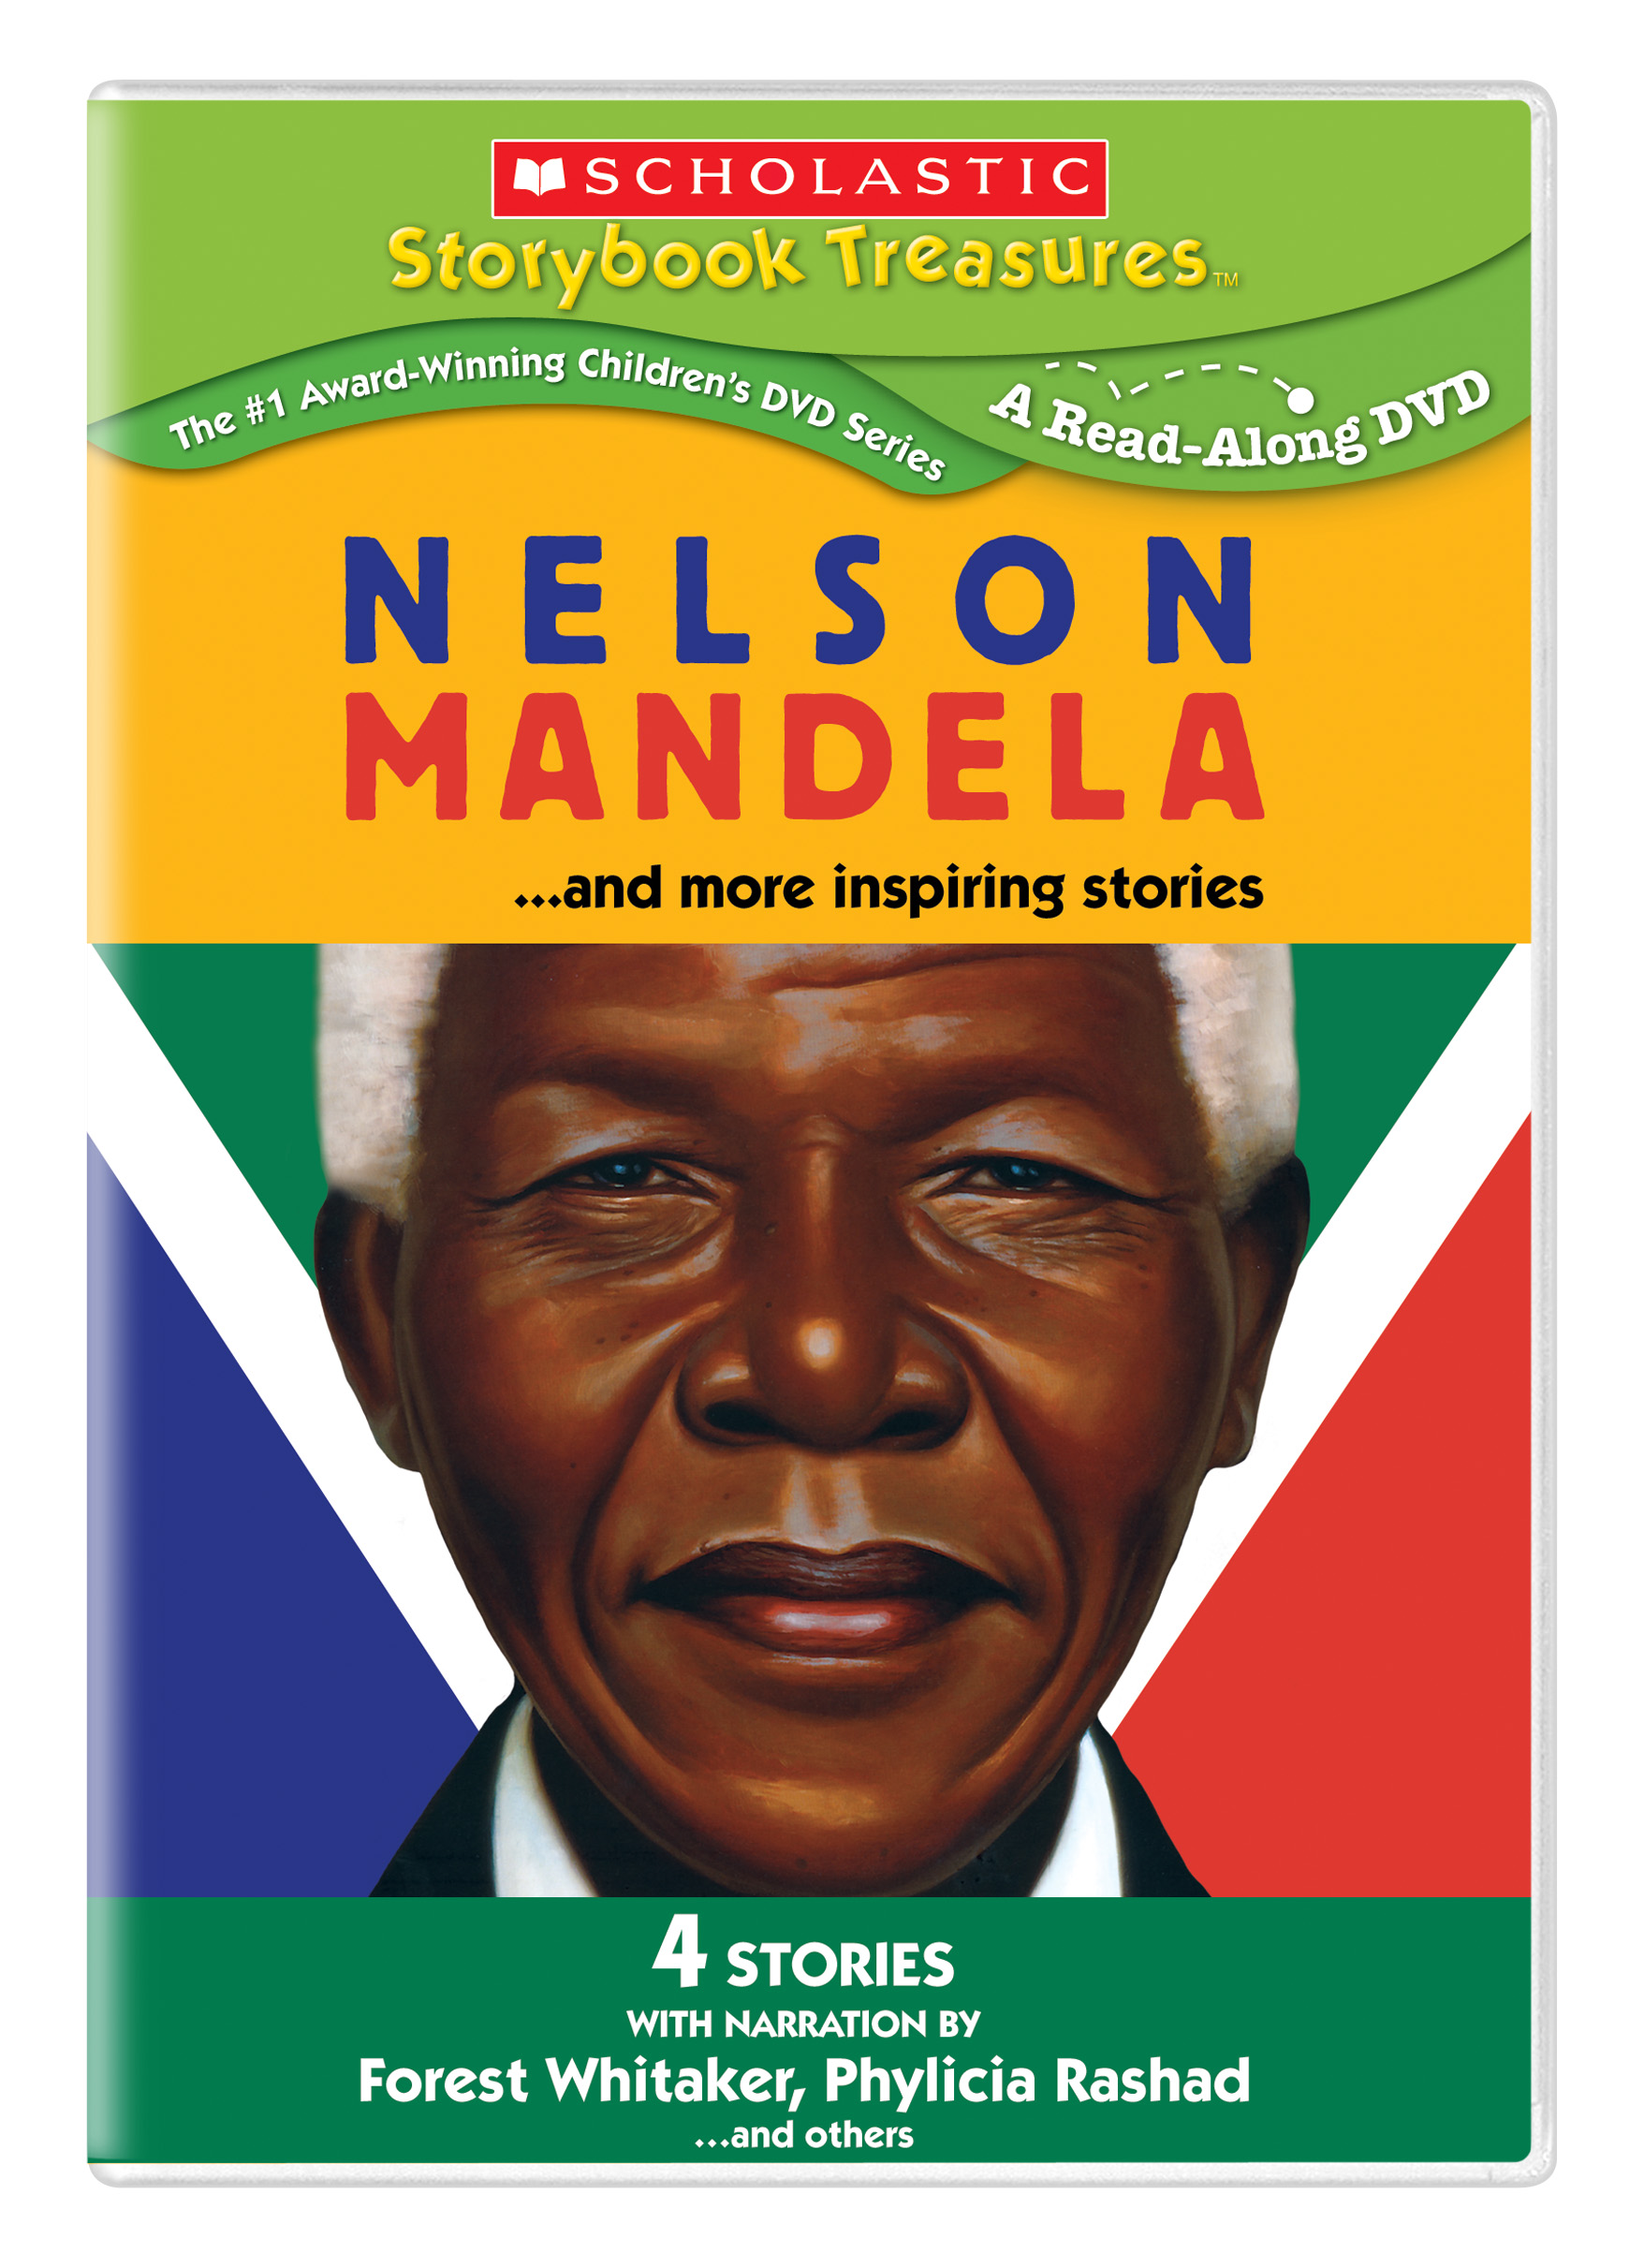 SCHOLASTIC
Storybook Treasures™
The #1 Award-Winning Children's DVD Series
A Read-Along DVD
NELSON
MANDELA
...and more inspiring stories
4 STORIES
WITH NARRATION BY
Forest Whitaker, Phylicia Rashad
...and others